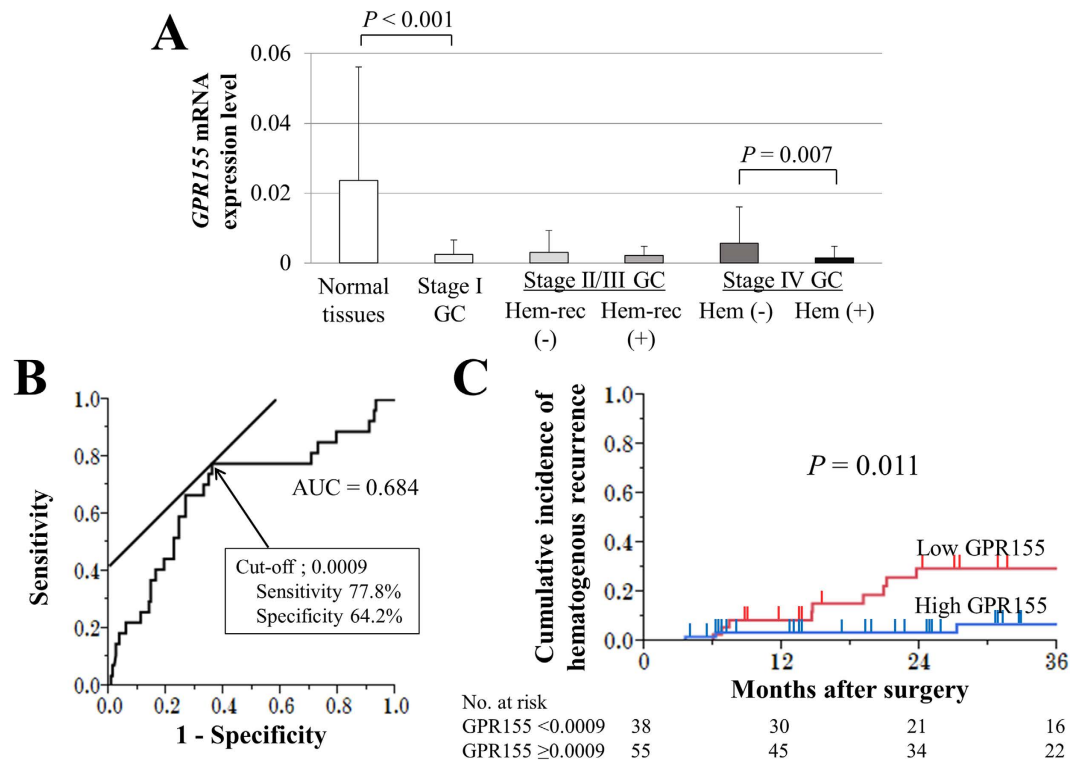 A
P < 0.001
GPR155 mRNA
expression level
0.06
0.04
0.02
0
P = 0.007
Normal
tissues
Stage I
GC
Stage II/III GC
Hem-rec
(-)
Hem-rec
(+)
Stage IV GC
Hem (-)
Hem (+)
B
Sensitivity
1.0
0.8
0.6
0.4
0.2
0.0
AUC = 0.684
Cut-off ; 0.0009
Sensitivity 77.8%
Specificity 64.2%
0.0 0.2 0.4 0.6 0.8 1.0
1 - Specificity
C
Cumulative incidence of
hematogenous recurrence
1.0
0.8
0.6
0.4
0.2
0.0
P = 0.011
Low GPR155
High GPR155
0 12 24 36
Months after surgery
No. at risk
GPR155 <0.0009 38 30 21 16
GPR155 ≥0.0009 55 45 34 22